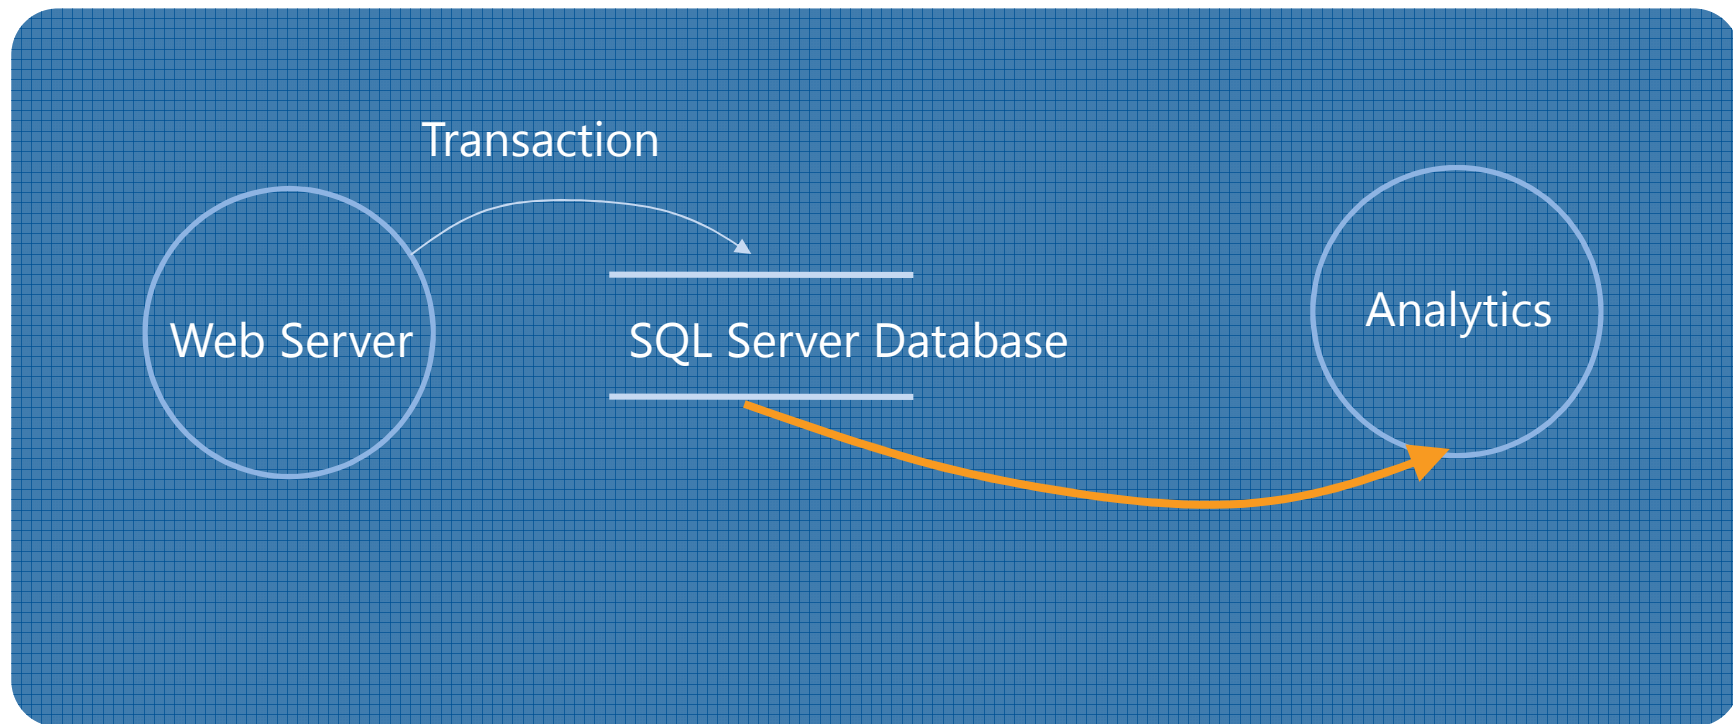 Transaction
Web Server
SQL Server Database
Analytics